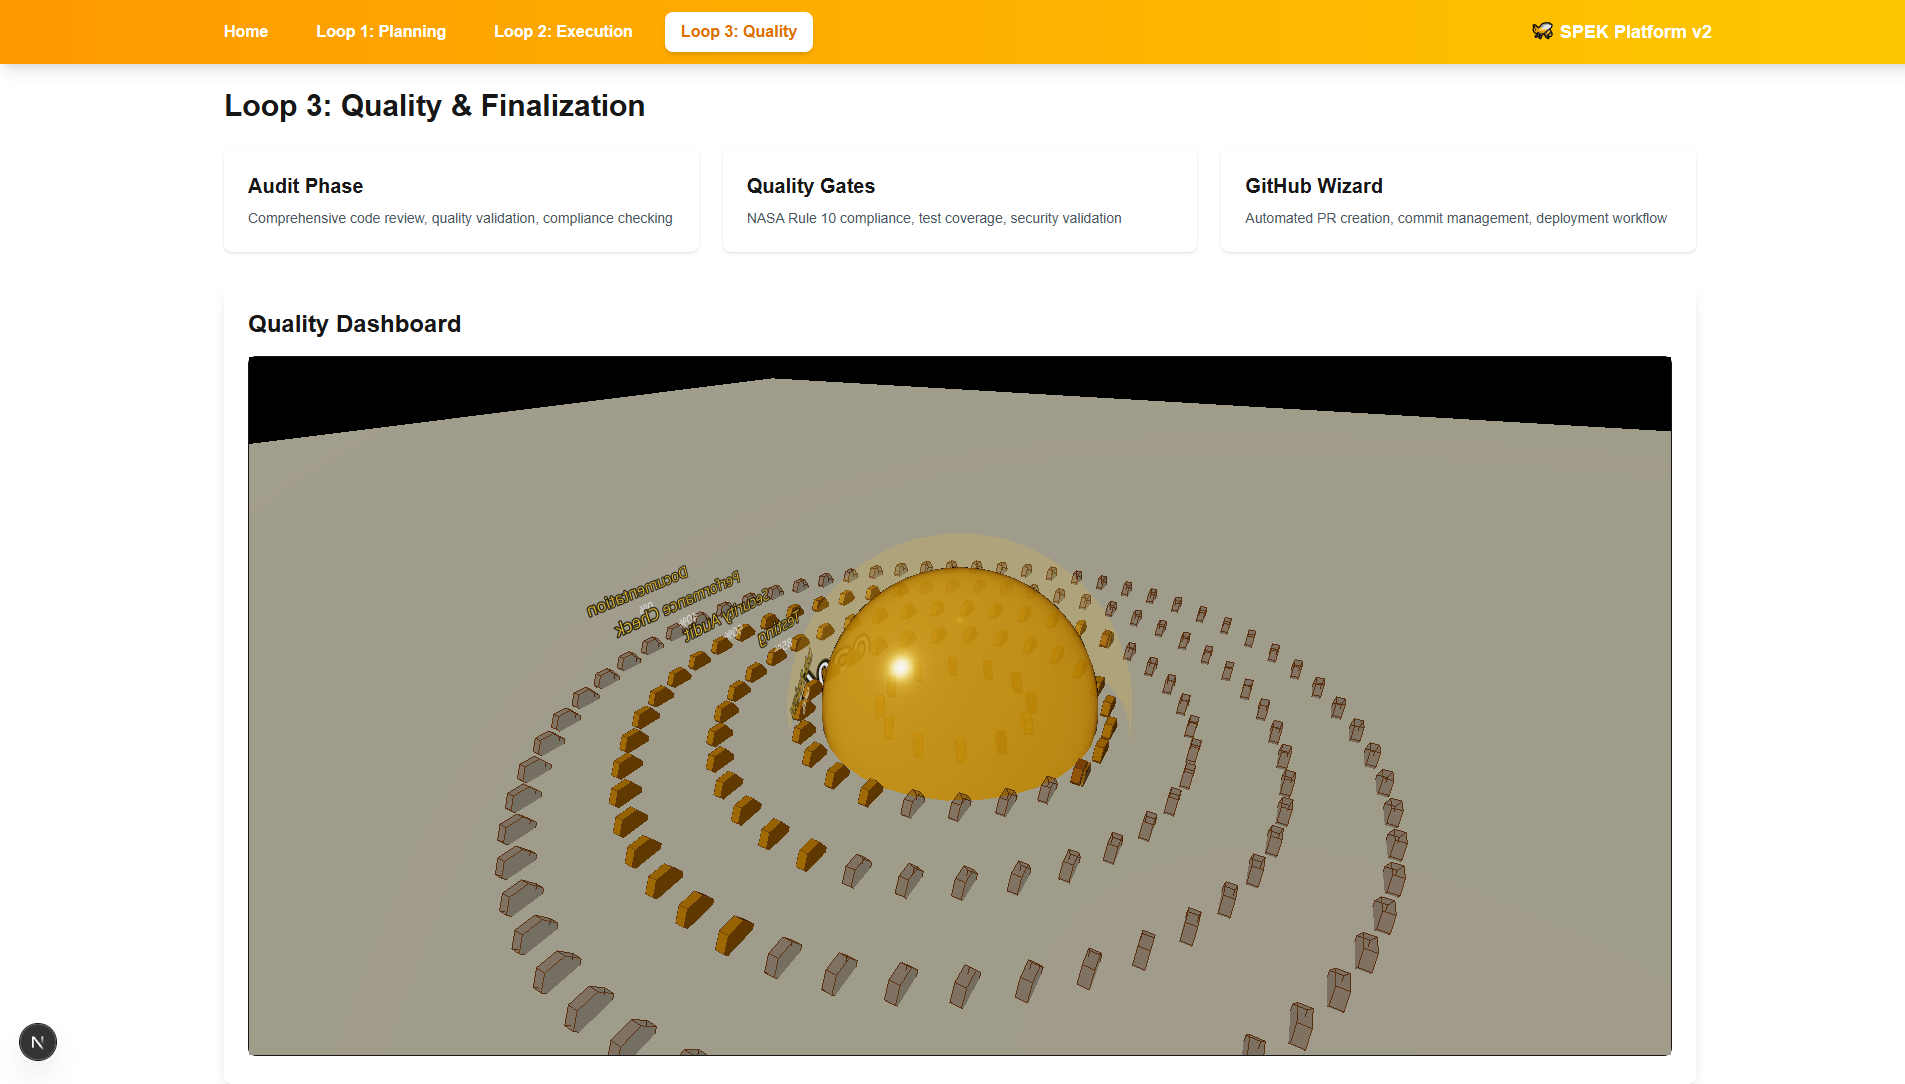 Home
Loop 1: Planning
Loop 2: Execution
Loop 3: Quality
SPEK Platform v2
Loop 3: Quality & Finalization
Audit Phase
Comprehensive code review, quality validation, compliance checking
Quality Gates
NASA Rule 10 compliance, test coverage, security validation
GitHub Wizard
Automated PR creation, commit management, deployment workflow
Quality Dashboard
Documentation
Performance Check
Security Audit
Testing
N